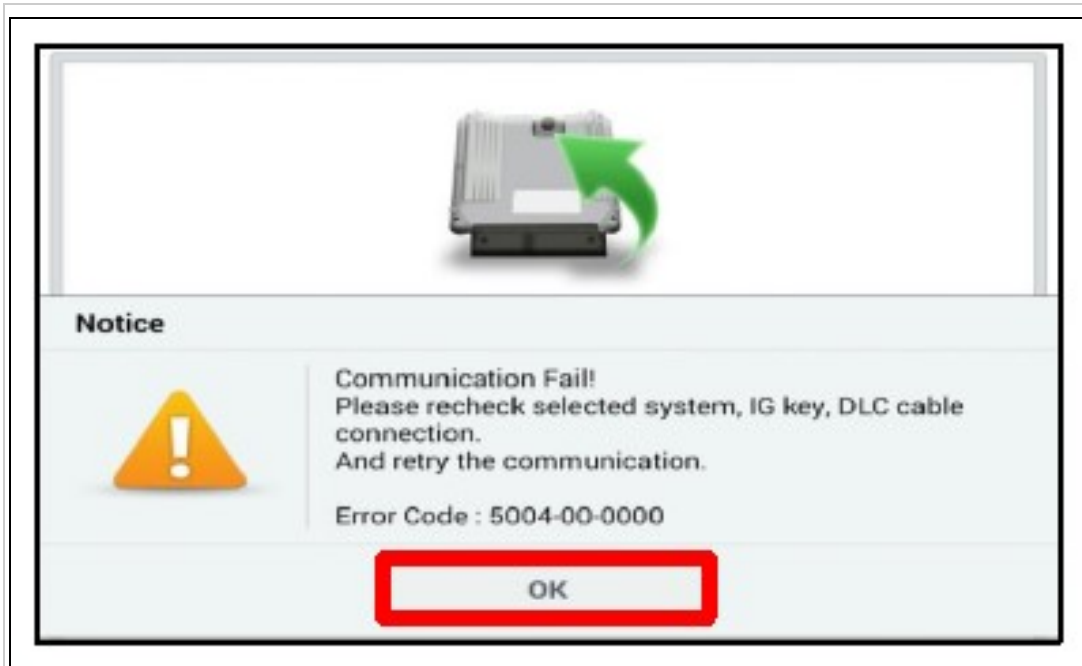 Notice
Communication Fail!
Please recheck selected system, IG key, DLC cable
connection.
And retry the communication.
Error Code : 5004-00-0000
OK